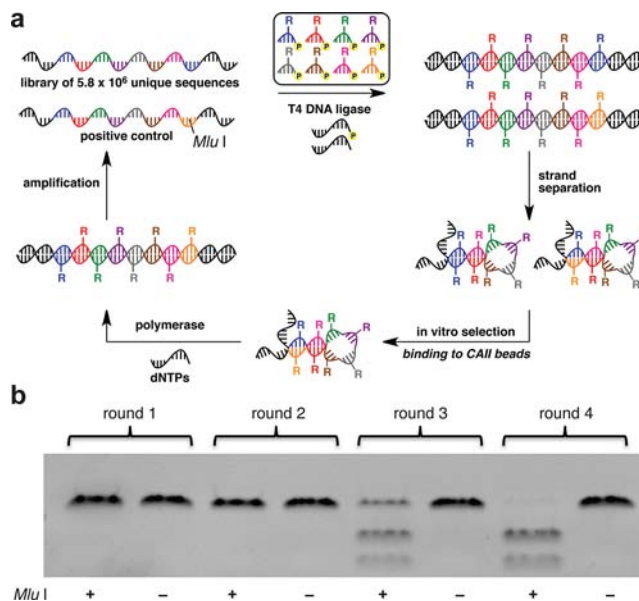 a
R R R R
P P P P
R R R R
P P P P
library of 5.8 x 10⁶ unique sequences
positive control
Mlu I
T4 DNA ligase
P
R R R R
R R R R
R R R R
R R R R
amplification
strand
separation
R R R R
R R R R
R R R R
R R R R
R R R R
R R R R
polymerase
dNTPs
in vitro selection
binding to CAII beads
R R R R
R R R R
b
round 1 round 2 round 3 round 4
Mlu I + – + – + – + –